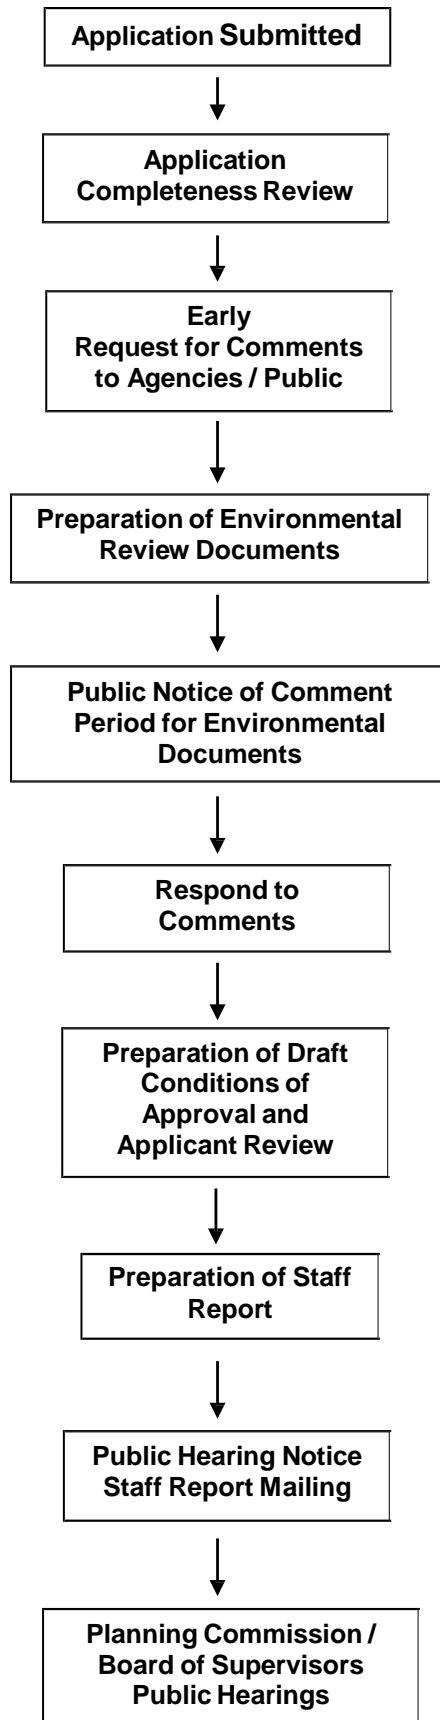 Application Submitted
Application
Completeness Review
Early
Request for Comments
to Agencies / Public
Preparation of Environmental
Review Documents
Public Notice of Comment
Period for Environmental
Documents
Respond to
Comments
Preparation of Draft
Conditions of
Approval and
Applicant Review
Preparation of Staff
Report
Public Hearing Notice
Staff Report Mailing
Planning Commission /
Board of Supervisors
Public Hearings